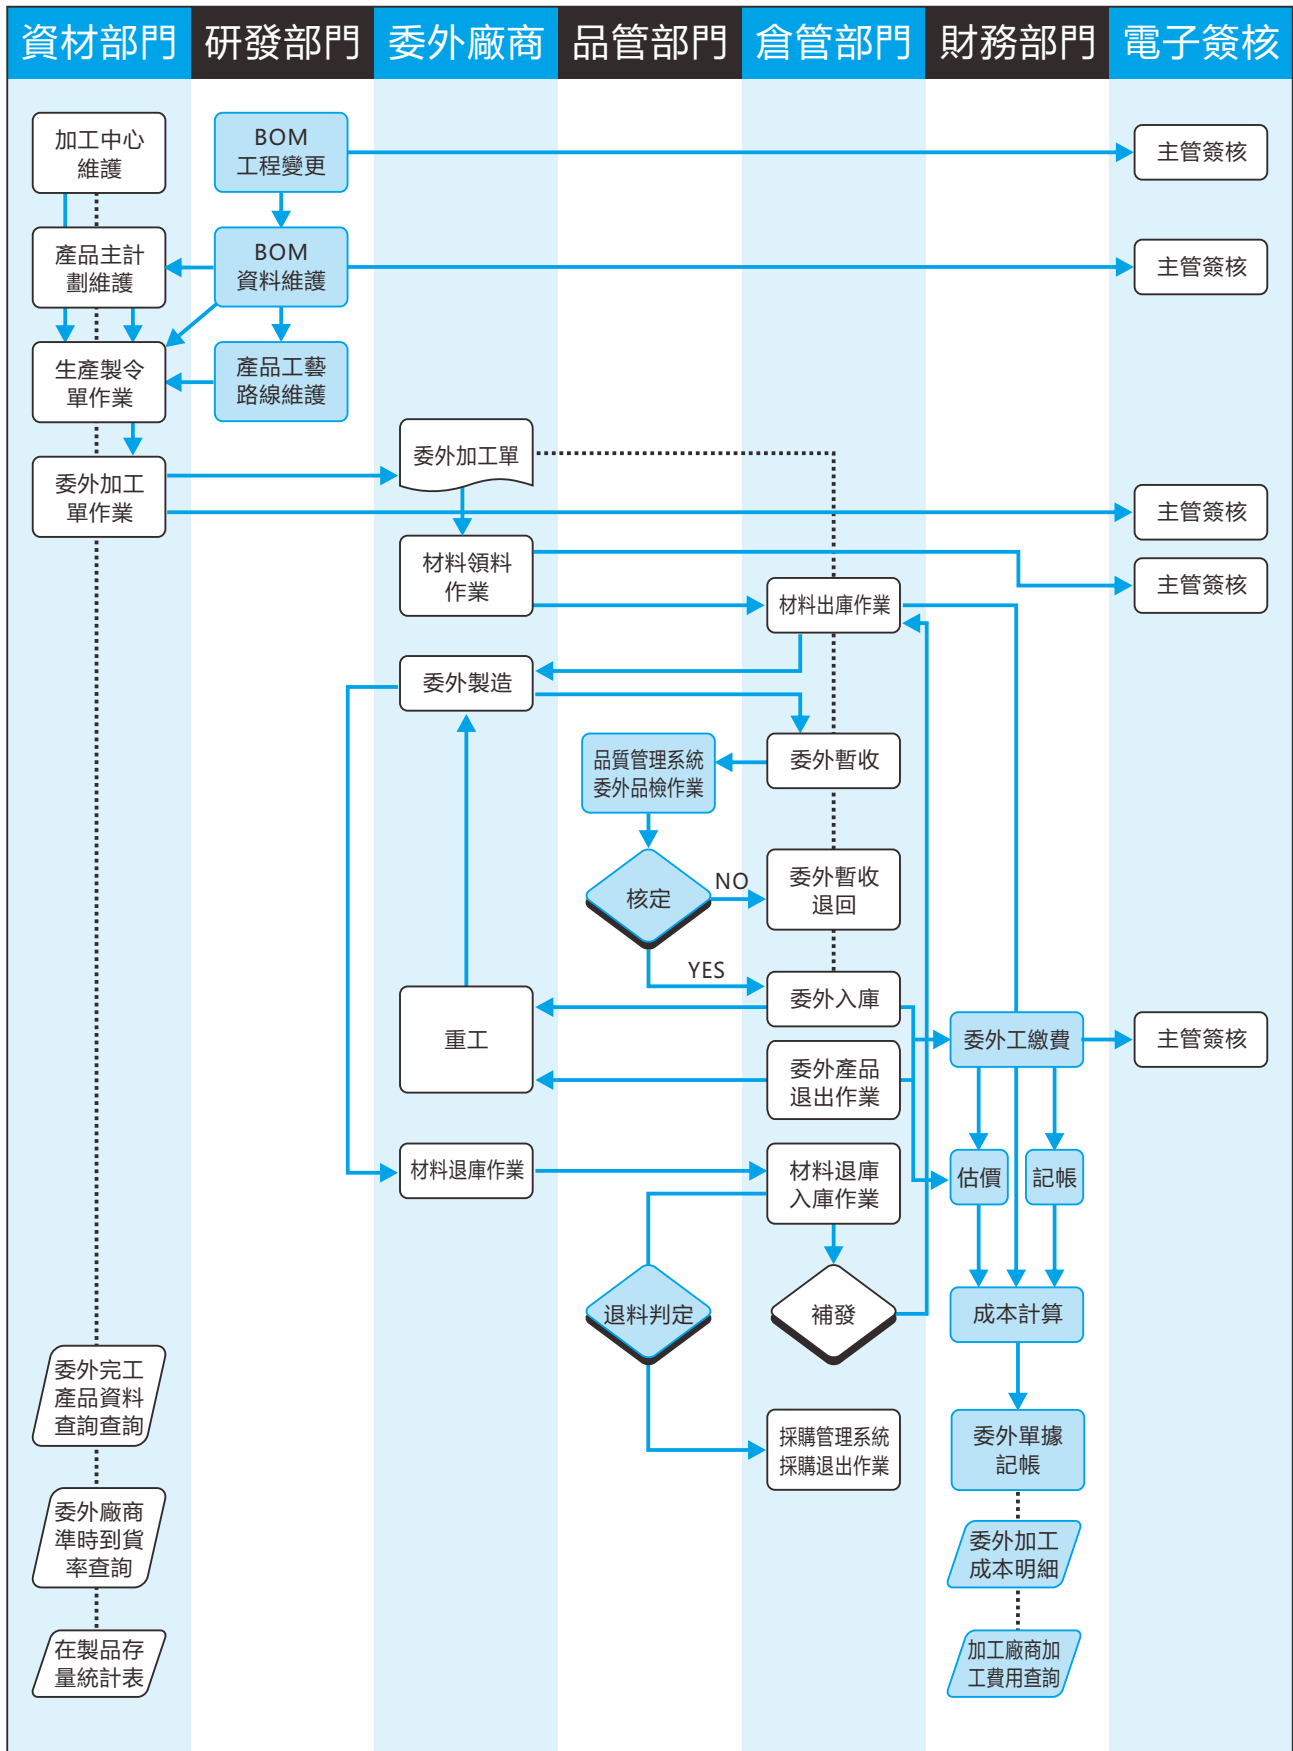 資材部門
研發部門
委外廠商
品管部門
倉管部門
財務部門
電子簽核
加工中心
維護
BOM
工程變更
主管簽核
產品主計
劃維護
BOM
資料維護
主管簽核
生產製令
單作業
產品工藝
路線維護
委外加工
單作業
委外加工單
主管簽核
材料領料
作業
主管簽核
材料出庫作業
委外製造
品質管理系統
委外品檢作業
委外暫收
核定
NO
委外暫收
退回
YES
委外入庫
重工
委外工繳費
主管簽核
委外產品
退出作業
材料退庫作業
材料退庫
入庫作業
估價
記帳
退料判定
補發
成本計算
委外完工
產品資料
查詢查詢
採購管理系統
採購退出作業
委外單據
記帳
委外廠商
準時到貨
率查詢
委外加工
成本明細
在製品存
量統計表
加工廠商加
工費用查詢